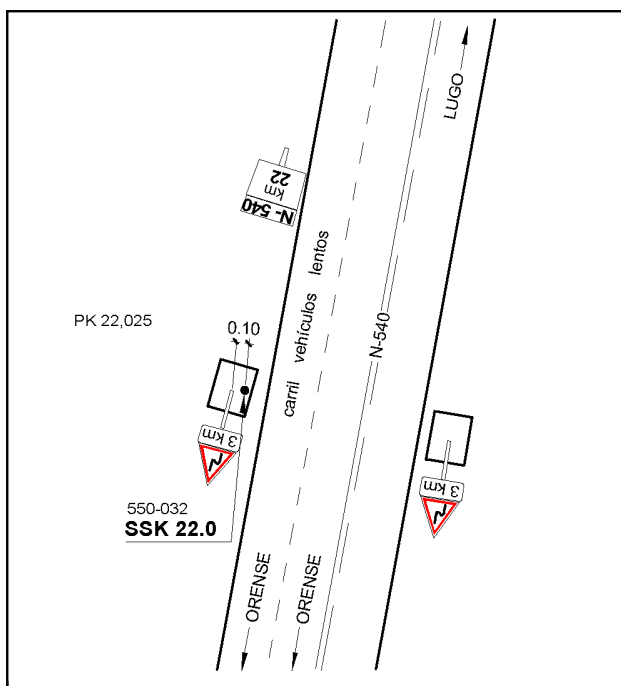 LUGO
km
22
N- 540
carril vehículos lentos
N-540
PK 22,025
0.10
3 km
3 km
550-032
SSK 22.0
ORENSE
ORENSE